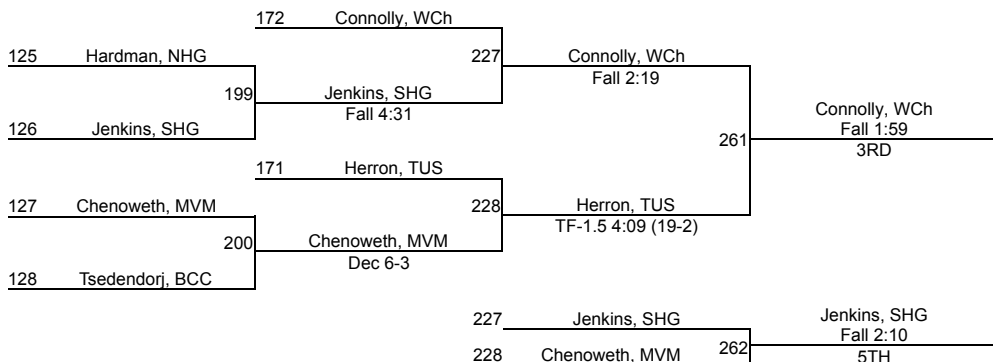 172 Connolly, WCh
125 Hardman, NHG
227 Connolly, WCh
Fall 2:19
199 Jenkins, SHG
Fall 4:31
Connolly, WCh
Fall 1:59
3RD
126 Jenkins, SHG
261
171 Herron, TUS
127 Chenoweth, MVM
228 Herron, TUS
TF-1.5 4:09 (19-2)
200 Chenoweth, MVM
Dec 6-3
128 Tsedendorj, BCC
227 Jenkins, SHG
Jenkins, SHG
Fall 2:10
5TH
262
228 Chenoweth, MVM